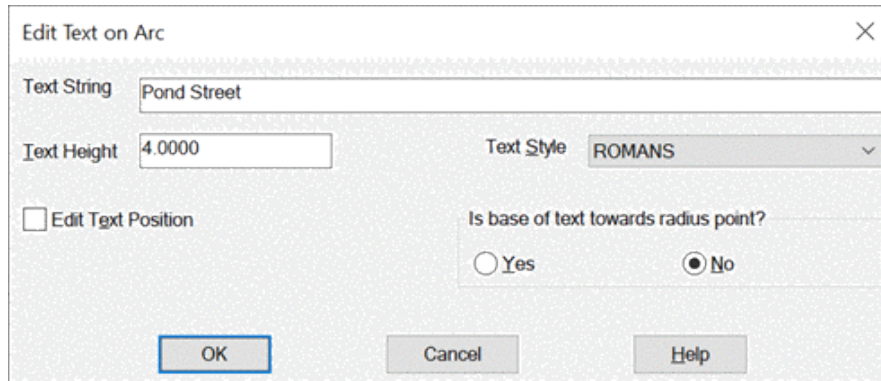 Edit Text on Arc
Text String Pond Street
Text Height 4.0000 Text Style ROMANS
Edit Text Position Is base of text towards radius point?
Yes No
OK Cancel Help